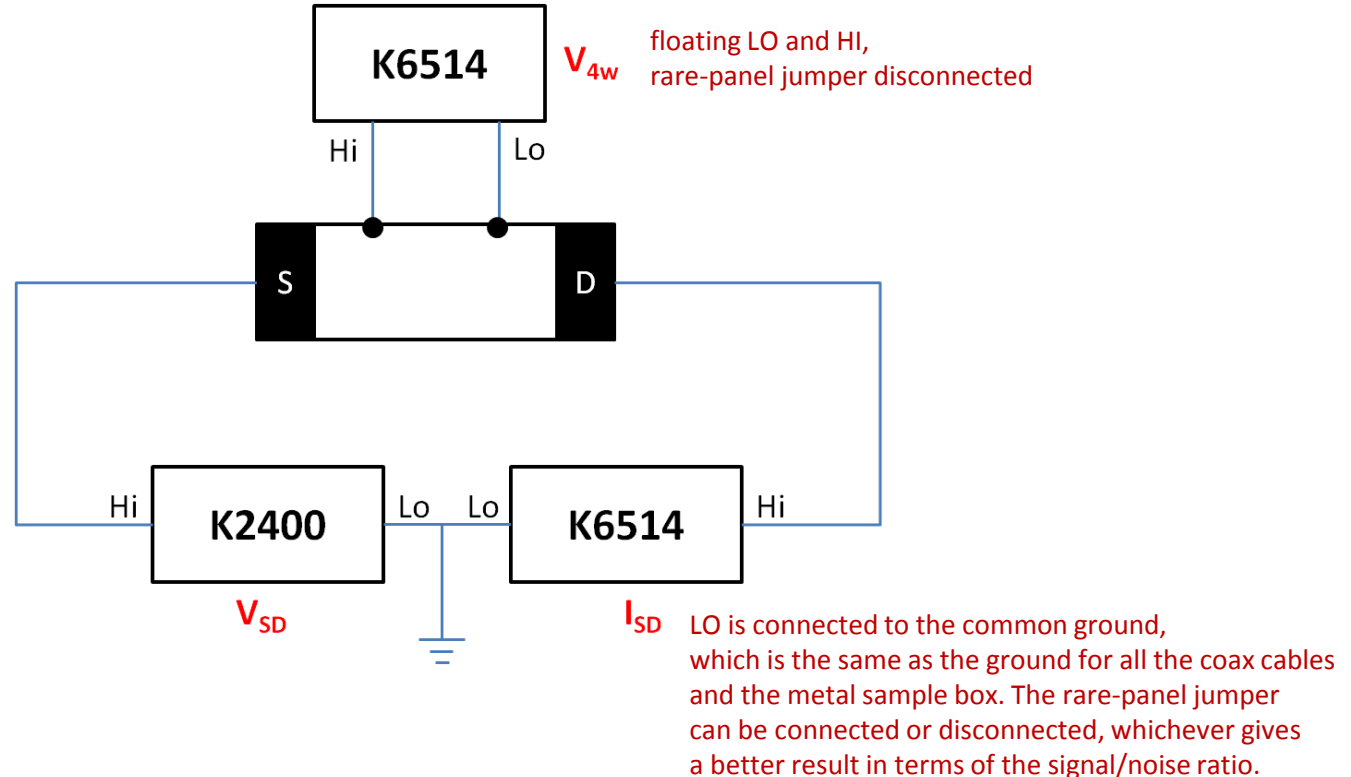 K6514
V4w
floating LO and HI,
rare-panel jumper disconnected
Hi
Lo
S
D
Hi
K2400
Lo
Lo
K6514
Hi
VSD
ISD
LO is connected to the common ground,
which is the same as the ground for all the coax cables
and the metal sample box. The rare-panel jumper
can be connected or disconnected, whichever gives
a better result in terms of the signal/noise ratio.